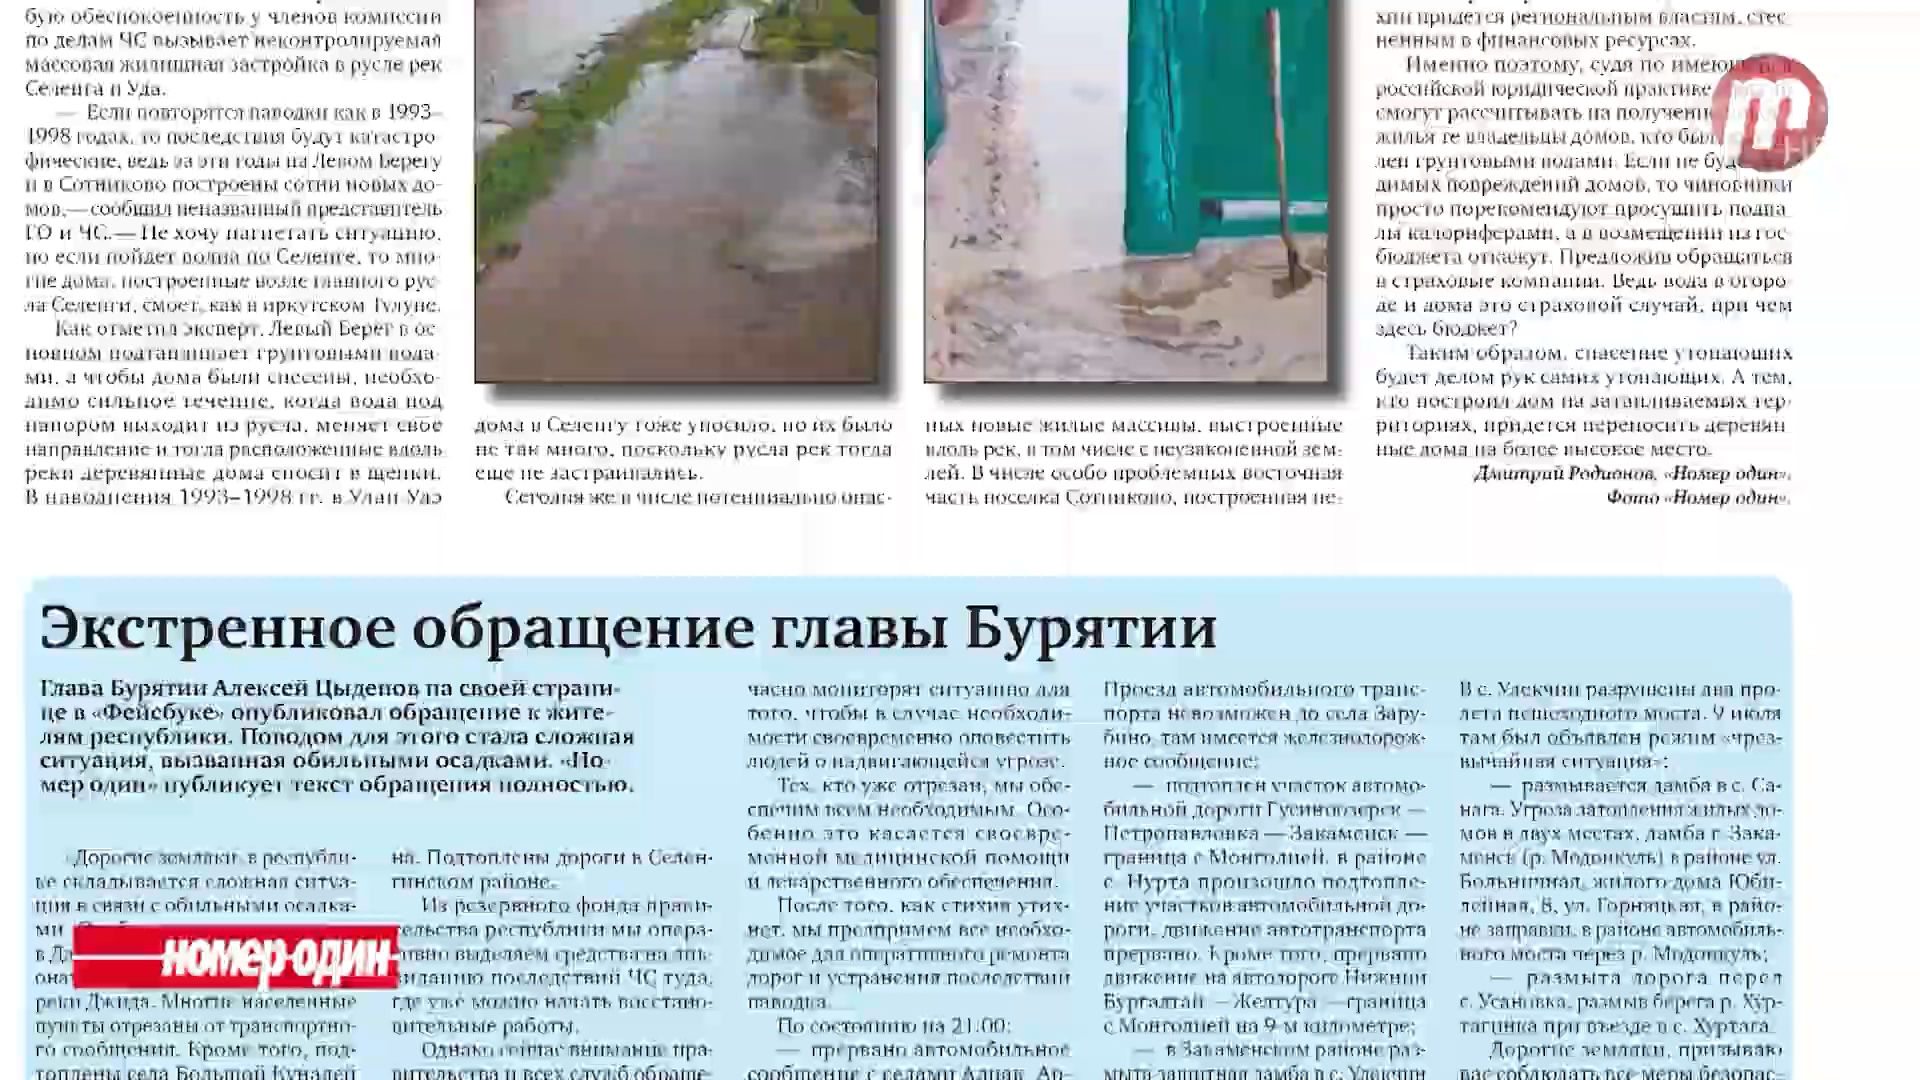 бую обеспокоенность у членов комиссии
по делам ЧС вызывает неконтролируемая
массовая жилищная застройка в русле рек
Селенга и Уда.
— Если повторятся паводки как в 1993–
1998 годах, то последствия будут катастро-
фические, ведь за эти годы на Левом Берегу
и в Сотниково построены сотни новых до-
мов,— сообщил неназванный представитель
ГО и ЧС.— Не хочу нагнетать ситуацию,
но если пойдет волна по Селенге, то мно-
гие дома, построенные возле главного рус-
ла Селенги, смоет, как в иркутском Тулуне.
Как отметил эксперт, Левый Берег в ос-
новном подтапливает грунтовыми вода-
ми, а чтобы дома были снесены, необхо-
димо сильное течение, когда вода под
напором выходит из русла, меняет свое
направление и тогда расположенные вдоль
реки деревянные дома сносит в щепки.
В наводнения 1993–1998 гг. в Улан-Удэ
дома в Селенгу тоже уносило, но их было
не так много, поскольку русла рек тогда
еще не застраивались.
Сегодня же в числе потенциально опас-
ных новые жилые массивы, выстроенные
вдоль рек, в том числе с неузаконенной зем-
лей. В числе особо проблемных восточная
часть поселка Сотниково, построенная не-
хии придется региональным властям, стес-
ненным в финансовых ресурсах.
Именно поэтому, судя по
российской юридической практике
смогут рассчитывать на получение
жилья те владельцы домов, кто был
лен грунтовыми водами. Если не
димых повреждений домов, то чиновники
просто порекомендуют просушить подпо-
лья калориферами, а в возмещении из гос-
бюджета откажут. Предложив обращаться
в страховые компании. Ведь вода в огоро-
де и дома это страховой случай, при чем
здесь бюджет?
Таким образом, спасение утопающих
будет делом рук самих утопающих. А тем,
кто построил дом на затапливаемых тер-
риториях, придется переносить деревян-
ные дома на более высокое место.
Дмитрий Родионов, «Номер один».
Фото «Номер один».
Экстренное обращение главы Бурятии
Глава Бурятии Алексей Цыденов на своей страни-
це в «Фейсбуке» опубликовал обращение к жите-
лям республики. Поводом для этого стала сложная
ситуация, вызванная обильными осадками. «Но-
мер один» публикует текст обращения полностью.
«Дорогие земляки, в республи-
ке складывается сложная ситуа-
ция в связи с обильными осадка-
ми
реки Джида. Многие населенные
пункты отрезаны от транспортно-
го сообщения. Кроме того, под-
топлены села Большой Куналей
на. Подтоплены дороги в Селен-
гинском районе.
Из резервного фонда прави-
тельства республики мы опера-
тивно выделяем средства на лик-
видацию последствий ЧС туда,
где уже можно начать восстано-
вительные работы.
Однако сейчас внимание пра-
вительства и всех служб обраще-
часно мониторят ситуацию для
того, чтобы в случае необходи-
мости своевременно оповестить
людей о надвигающейся угрозе.
Тех, кто уже отрезан, мы обе-
спечим всем необходимым. Осо-
бенно это касается своевре-
менной медицинской помощи
и лекарственного обеспечения.
После того, как стихия утих-
нет, мы предпримем все необхо-
димое для оперативного ремонта
дорог и устранения последствий
паводка.
По состоянию на 21.00:
— прервано автомобильное
сообщение с селами
Проезд автомобильного транс-
порта невозможен до села Зару-
бино, там имеется железнодорож-
ное сообщение;
— подтоплен участок автомо-
бильной дороги Гусиноозерск —
Петропавловка — Закаменск —
граница с Монголией, в районе
с. Нурта произошло подтопле-
ние участков автомобильной до-
роги, движение автотранспорта
прервано. Кроме того, прервано
движение на автодороге Нижний
Бургалтай — Желтура — граница
с Монголией на 9-м километре;
— в Закаменском районе раз-
мыта защитная дамба в с. Улекчин
В с. Улекчин разрушены два про-
лета пешеходного моста. 9 июля
там был объявлен режим «чрез-
вычайная ситуация»;
— размывается дамба в с. Са-
нага. Угроза затопления жилых до-
мов в двух местах, дамба г. Зака-
менск (р. Модонкуль) в районе ул.
Больничная, жилого дома Юби-
лейная, 8, ул. Горняцкая, в райо-
не заправки, в районе автомобиль-
ного моста через р. Модонкуль;
— размыта дорога перед
с. Усановка, размыв берега р. Хур-
тагинка при въезде в с. Хуртага.
Дорогие земляки, призываю
вас соблюдать все меры безопас-
номер один